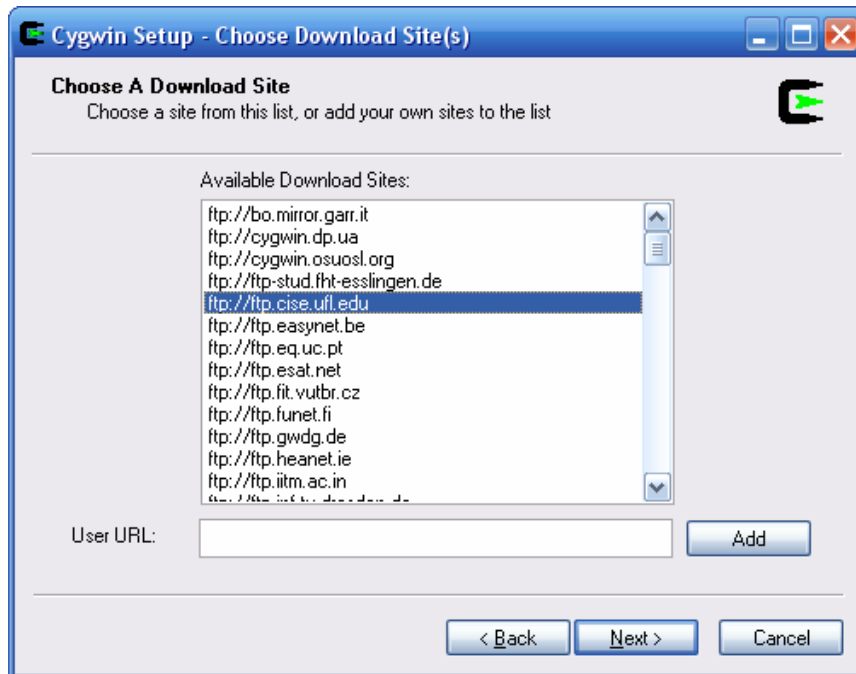 Cygwin Setup - Choose Download Site(s)
Choose A Download Site
Choose a site from this list, or add your own sites to the list
Available Download Sites:
ftp://bo.mirror.garr.it
ftp://cygwin.dp.ua
ftp://cygwin.osuosl.org
ftp://ftp-stud.fht-esslingen.de
ftp://ftp.cise.ufl.edu
ftp://ftp.easynet.be
ftp://ftp.eq.uc.pt
ftp://ftp.esat.net
ftp://ftp.fit.vutbr.cz
ftp://ftp.funet.fi
ftp://ftp.gwdg.de
ftp://ftp.heanet.ie
ftp://ftp.iitm.ac.in
User URL:
Add
< Back
Next >
Cancel